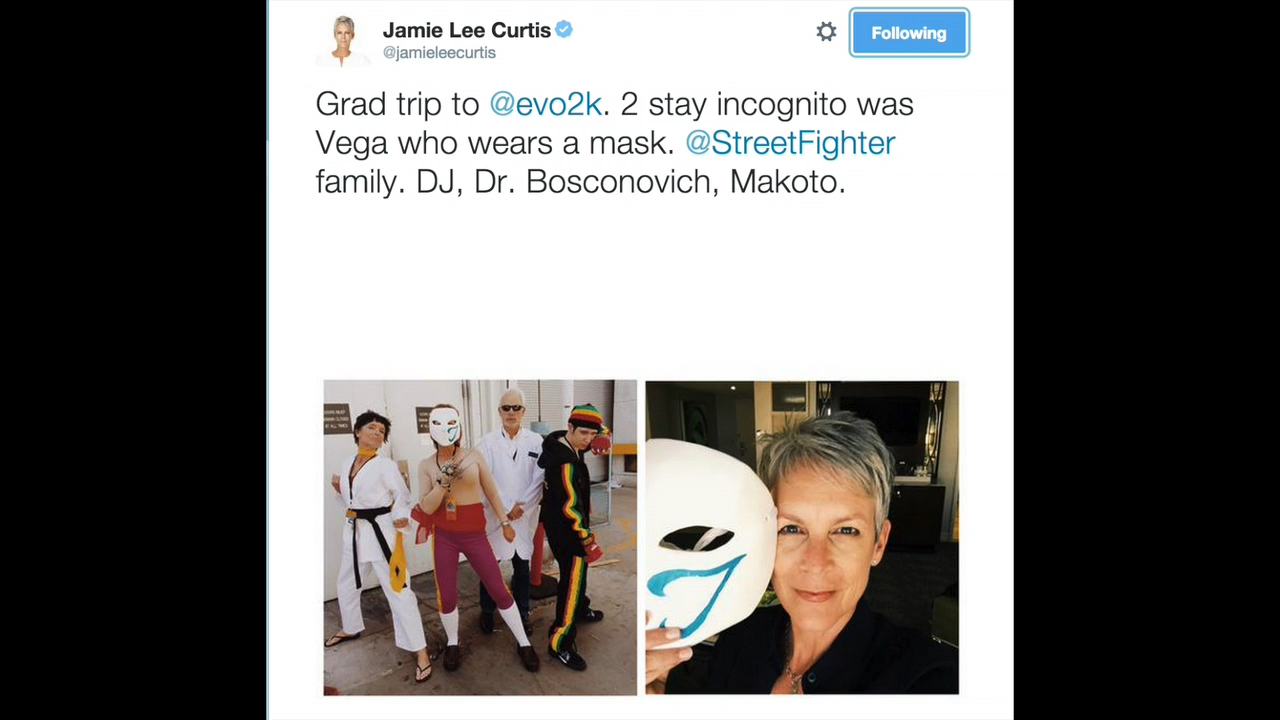 Jamie Lee Curtis
Following
@jamieleecurtis
Grad trip to @evo2k. 2 stay incognito was
Vega who wears a mask. @StreetFighter
family. DJ, Dr. Bosconovich, Makoto.